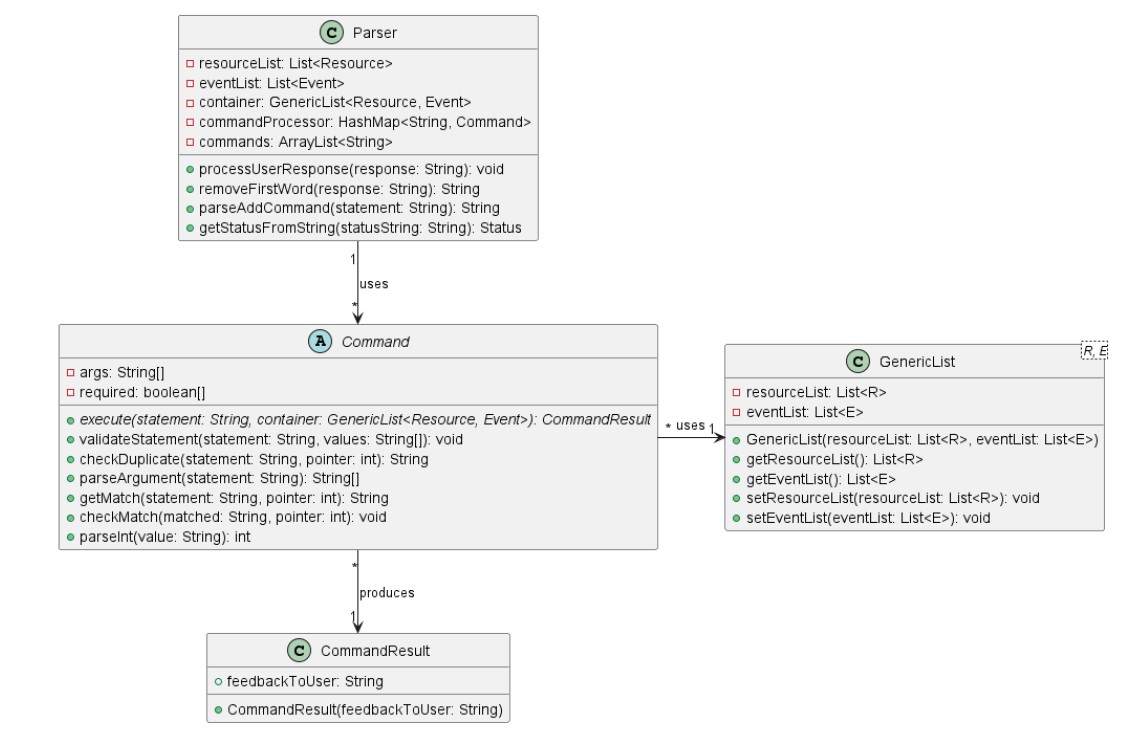 C Parser
resourceList: List<Resource>
eventList: List<Event>
container: GenericList<Resource, Event>
commandProcessor: HashMap<String, Command>
commands: ArrayList<String>
processUserResponse(response: String): void
removeFirstWord(response: String): String
parseAddCommand(statement: String): String
getStatusFromString(statusString: String): Status
1
uses
*
A Command
args: String[]
required: boolean[]
execute(statement: String, container: GenericList<Resource, Event>): CommandResult
validateStatement(statement: String, values: String[]): void
checkDuplicate(statement: String, pointer: int): String
parseArgument(statement: String): String[]
getMatch(statement: String, pointer: int): String
checkMatch(matched: String, pointer: int): void
parseInt(value: String): int
* uses 1
R, E
C GenericList
resourceList: List<R>
eventList: List<E>
GenericList(resourceList: List<R>, eventList: List<E>)
getResourceList(): List<R>
getEventList(): List<E>
setResourceList(resourceList: List<R>): void
setEventList(eventList: List<E>): void
*
produces
1
C CommandResult
feedbackToUser: String
CommandResult(feedbackToUser: String)